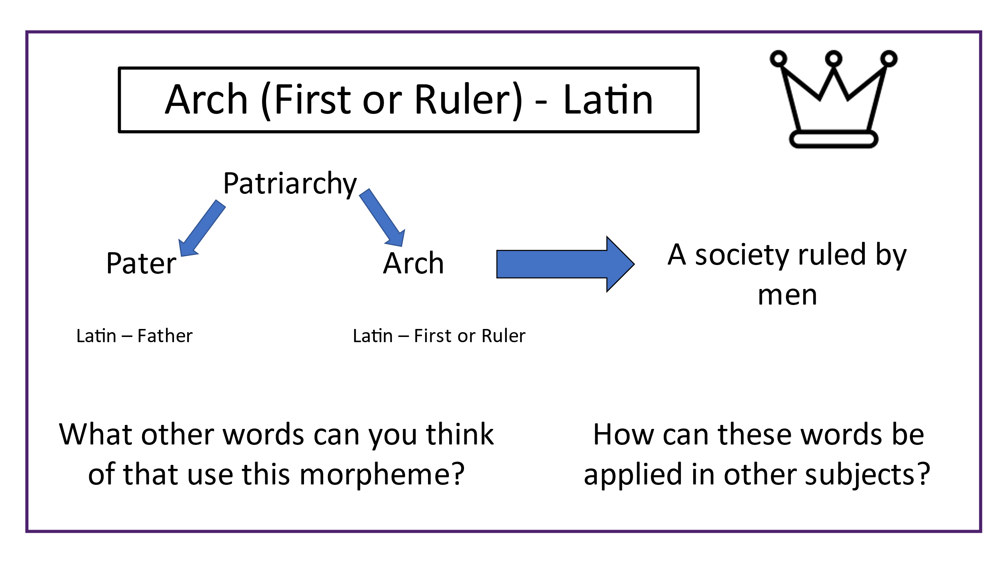 Arch (First or Ruler) - Latin
Patriarchy
Pater
Arch
A society ruled by
men
Latin – Father
Latin – First or Ruler
What other words can you think
of that use this morpheme?
How can these words be
applied in other subjects?